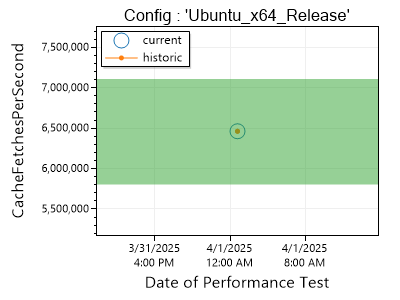 Config : 'Ubuntu_x64_Release'
current
historic
CacheFetchesPerSecond
7,500,000
7,000,000
6,500,000
6,000,000
5,500,000
3/31/2025
4:00 PM
4/1/2025
12:00 AM
4/1/2025
8:00 AM
Date of Performance Test